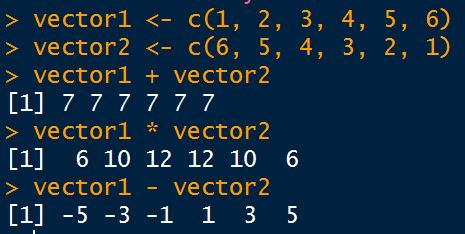 > vector1 <- c(1, 2, 3, 4, 5, 6)
> vector2 <- c(6, 5, 4, 3, 2, 1)
> vector1 + vector2
[1] 7 7 7 7 7 7
> vector1 * vector2
[1]  6 10 12 12 10  6
> vector1 - vector2
[1] -5 -3 -1  1  3  5